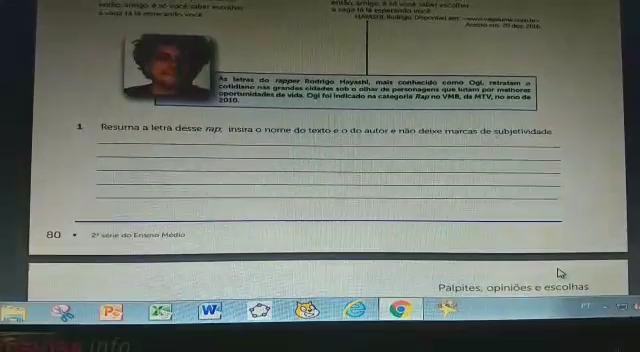 então, amigo, é só você saber escolher
a vaga tá lá esperando você
então, amigo, é só você saber escolher
a vaga tá lá esperando você
HAYASHI, Rodrigo. Disponível em:
Acesso em: 20 dez. 2016.
As letras do rapper Rodrigo Hayashi, mais conhecido como Ogi, retratam o
cotidiano nas grandes cidades sob o olhar de personagens que lutam por melhores
oportunidades de vida. Ogi foi indicado na categoria Rap no VMB, da MTV, no ano de
2010.
1 Resuma a letra desse rap; insira o nome do texto e o do autor e não deixe marcas de subjetividade.
80 • 2ª série do Ensino Médio
Palpites, opiniões e escolhas
PT
info